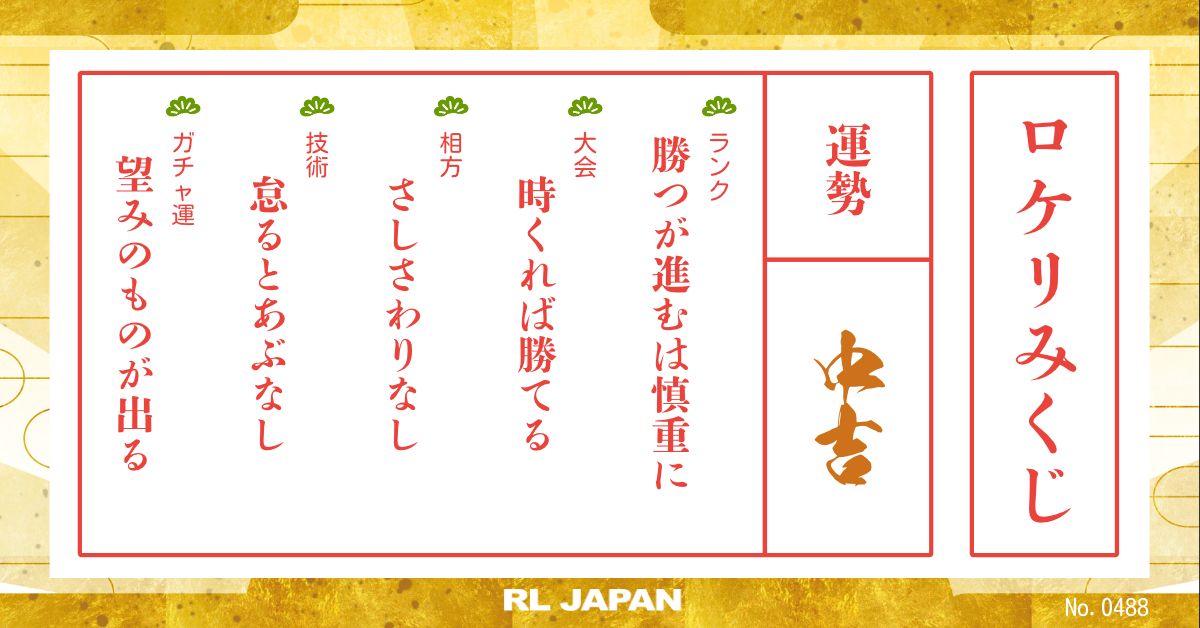 ロケリみくじ
運勢
中吉
ランク
勝つが進むは慎重に
大会
時くれば勝てる
相方
さしさわりなし
技術
怠るとあぶなし
ガチャ運
望みのものが出る
RL JAPAN
No. 0488